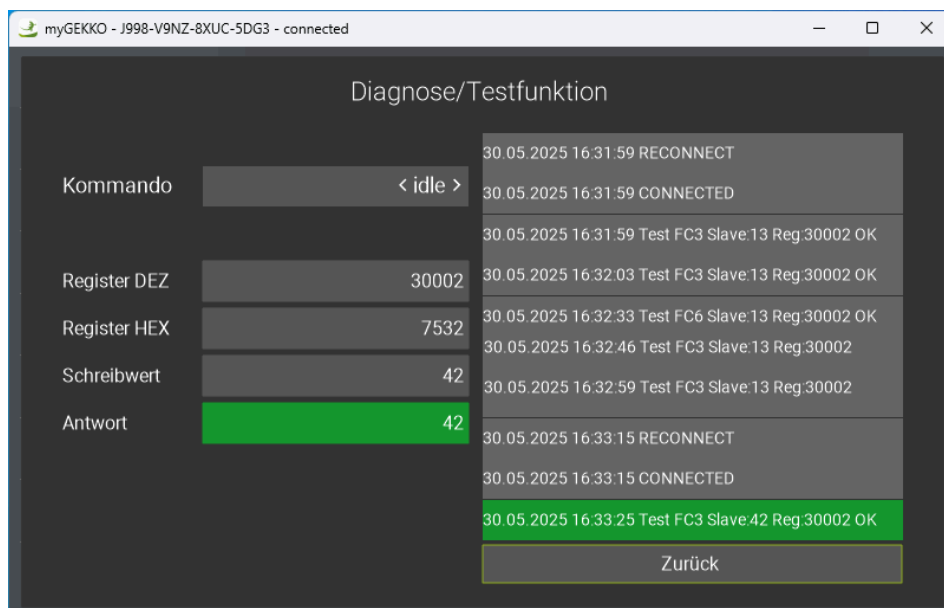 myGEKKO - J998-V9NZ-8XUC-5DG3 - connected
Diagnose/Testfunktion
Kommando
< idle >
Register DEZ
30002
Register HEX
7532
Schreibwert
42
Antwort
42
30.05.2025 16:31:59 RECONNECT
30.05.2025 16:31:59 CONNECTED
30.05.2025 16:31:59 Test FC3 Slave:13 Reg:30002 OK
30.05.2025 16:32:03 Test FC3 Slave:13 Reg:30002 OK
30.05.2025 16:32:33 Test FC6 Slave:13 Reg:30002 OK
30.05.2025 16:32:46 Test FC3 Slave:13 Reg:30002
30.05.2025 16:32:59 Test FC3 Slave:13 Reg:30002
30.05.2025 16:33:15 RECONNECT
30.05.2025 16:33:15 CONNECTED
30.05.2025 16:33:25 Test FC3 Slave:42 Reg:30002 OK
Zurück